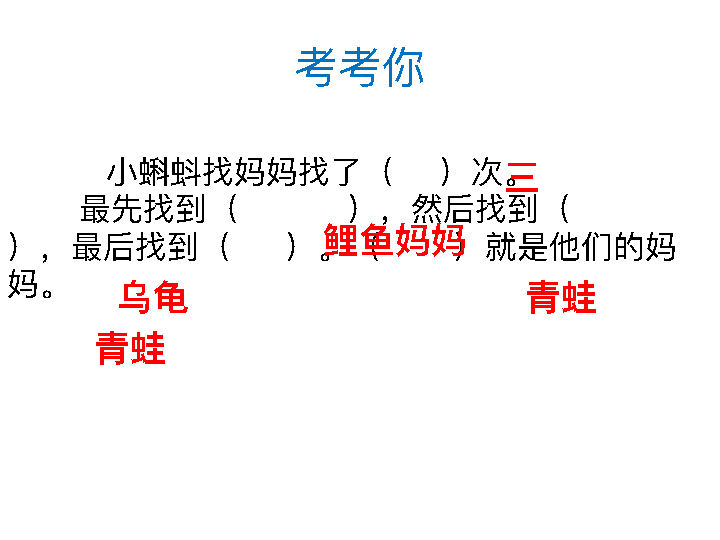 考考你
小蝌蚪找妈妈找了（　）次。
三
最先找到（　　　），然后找到（
），最后找到（　）。（　　）就是他们的妈
鲤鱼妈妈
妈。
乌龟
青蛙
青蛙